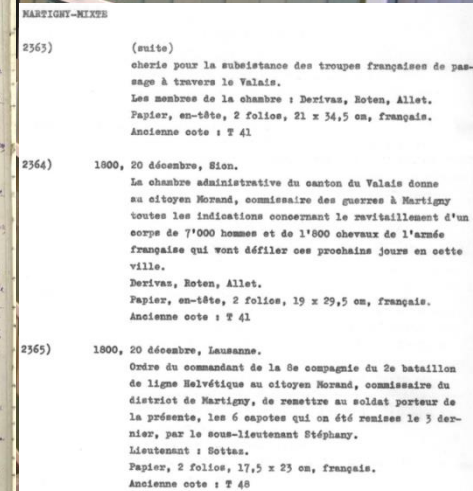 MARTIGNY-MIXTE
2363) (suite)
cherie pour la subsistance des troupes françaises de pas-
sage à travers le Valais.
Les membres de la chambre : Derivas, Roten, Allet.
Papier, en-tête, 2 folios, 21 x 34,5 cm, français.
Ancienne cote : T 41
2364) 1800, 20 décembre, Sion.
La chambre administrative du canton du Valais donne
au citoyen Morand, commissaire des guerres à Martigny
toutes les indications concernant le ravitaillement d'un
corps de 7'000 hommes et de 1'800 chevaux de l'armée
française qui vont défiler ces prochains jours en cette
ville.
Derivas, Roten, Allet.
Papier, en-tête, 2 folios, 19 x 29,5 cm, français.
Ancienne cote : T 41
2365) 1800, 20 décembre, Lausanne.
Ordre du commandant de la 8e compagnie du 2e bataillon
de ligne Helvétique au citoyen Morand, commissaire du
district de Martigny, de remettre au soldat porteur de
la présente, les 6 capotes qui on été remises le 3 der-
nier, par le sous-lieutenant Stéphany.
Lieutenant : Sottaz.
Papier, 2 folios, 17,5 x 23 cm, français.
Ancienne cote : T 48